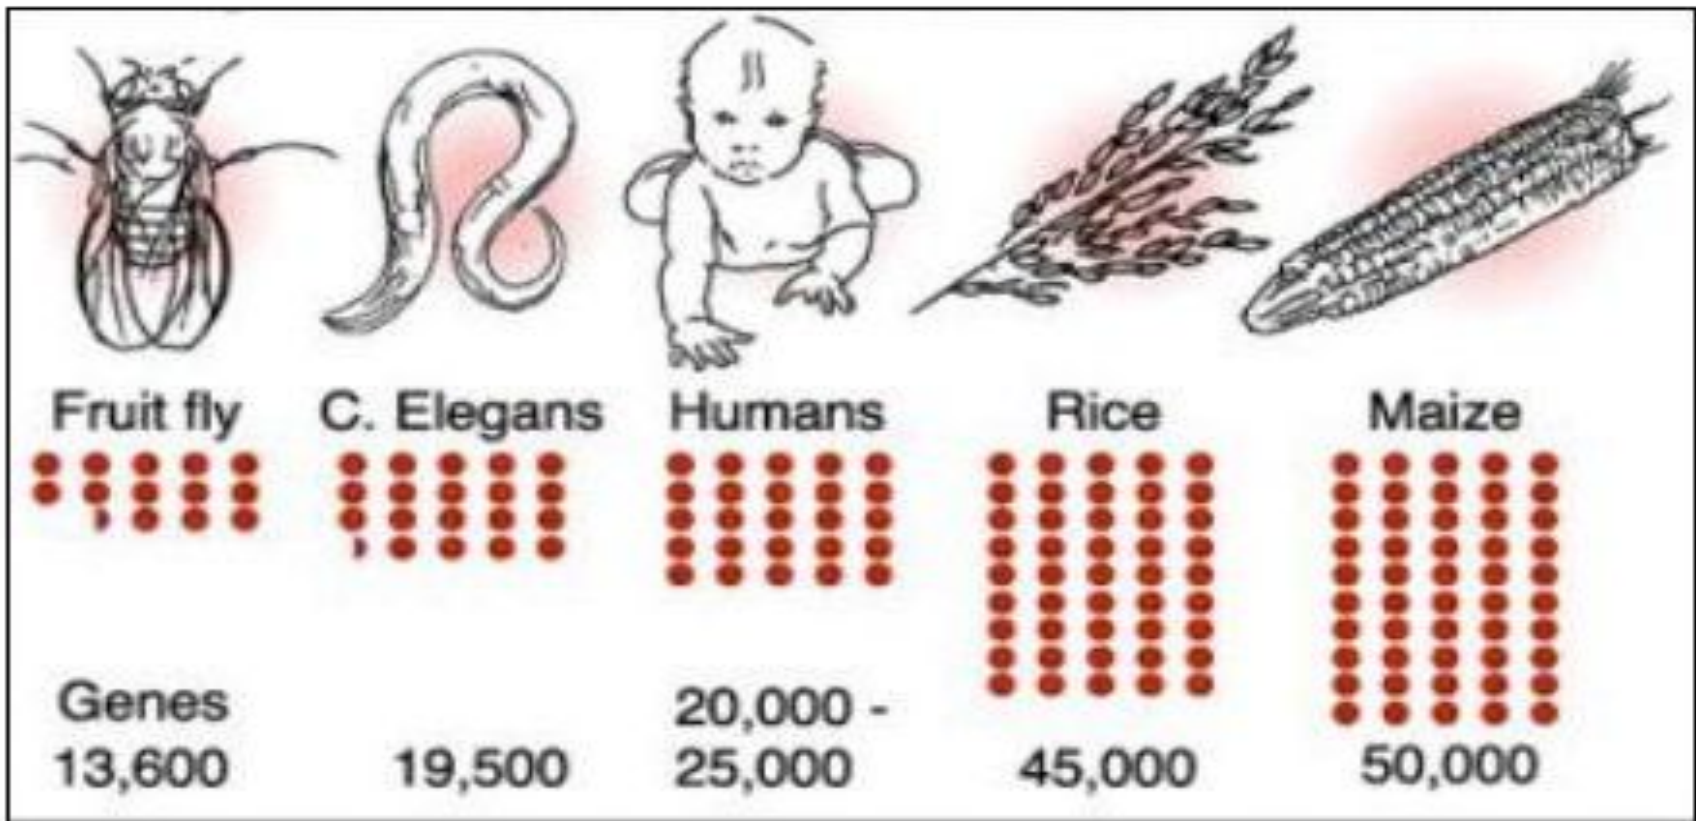 Fruit fly
C. Elegans
Humans
Rice
Maize
Genes
13,600
19,500
20,000 -
25,000
45,000
50,000